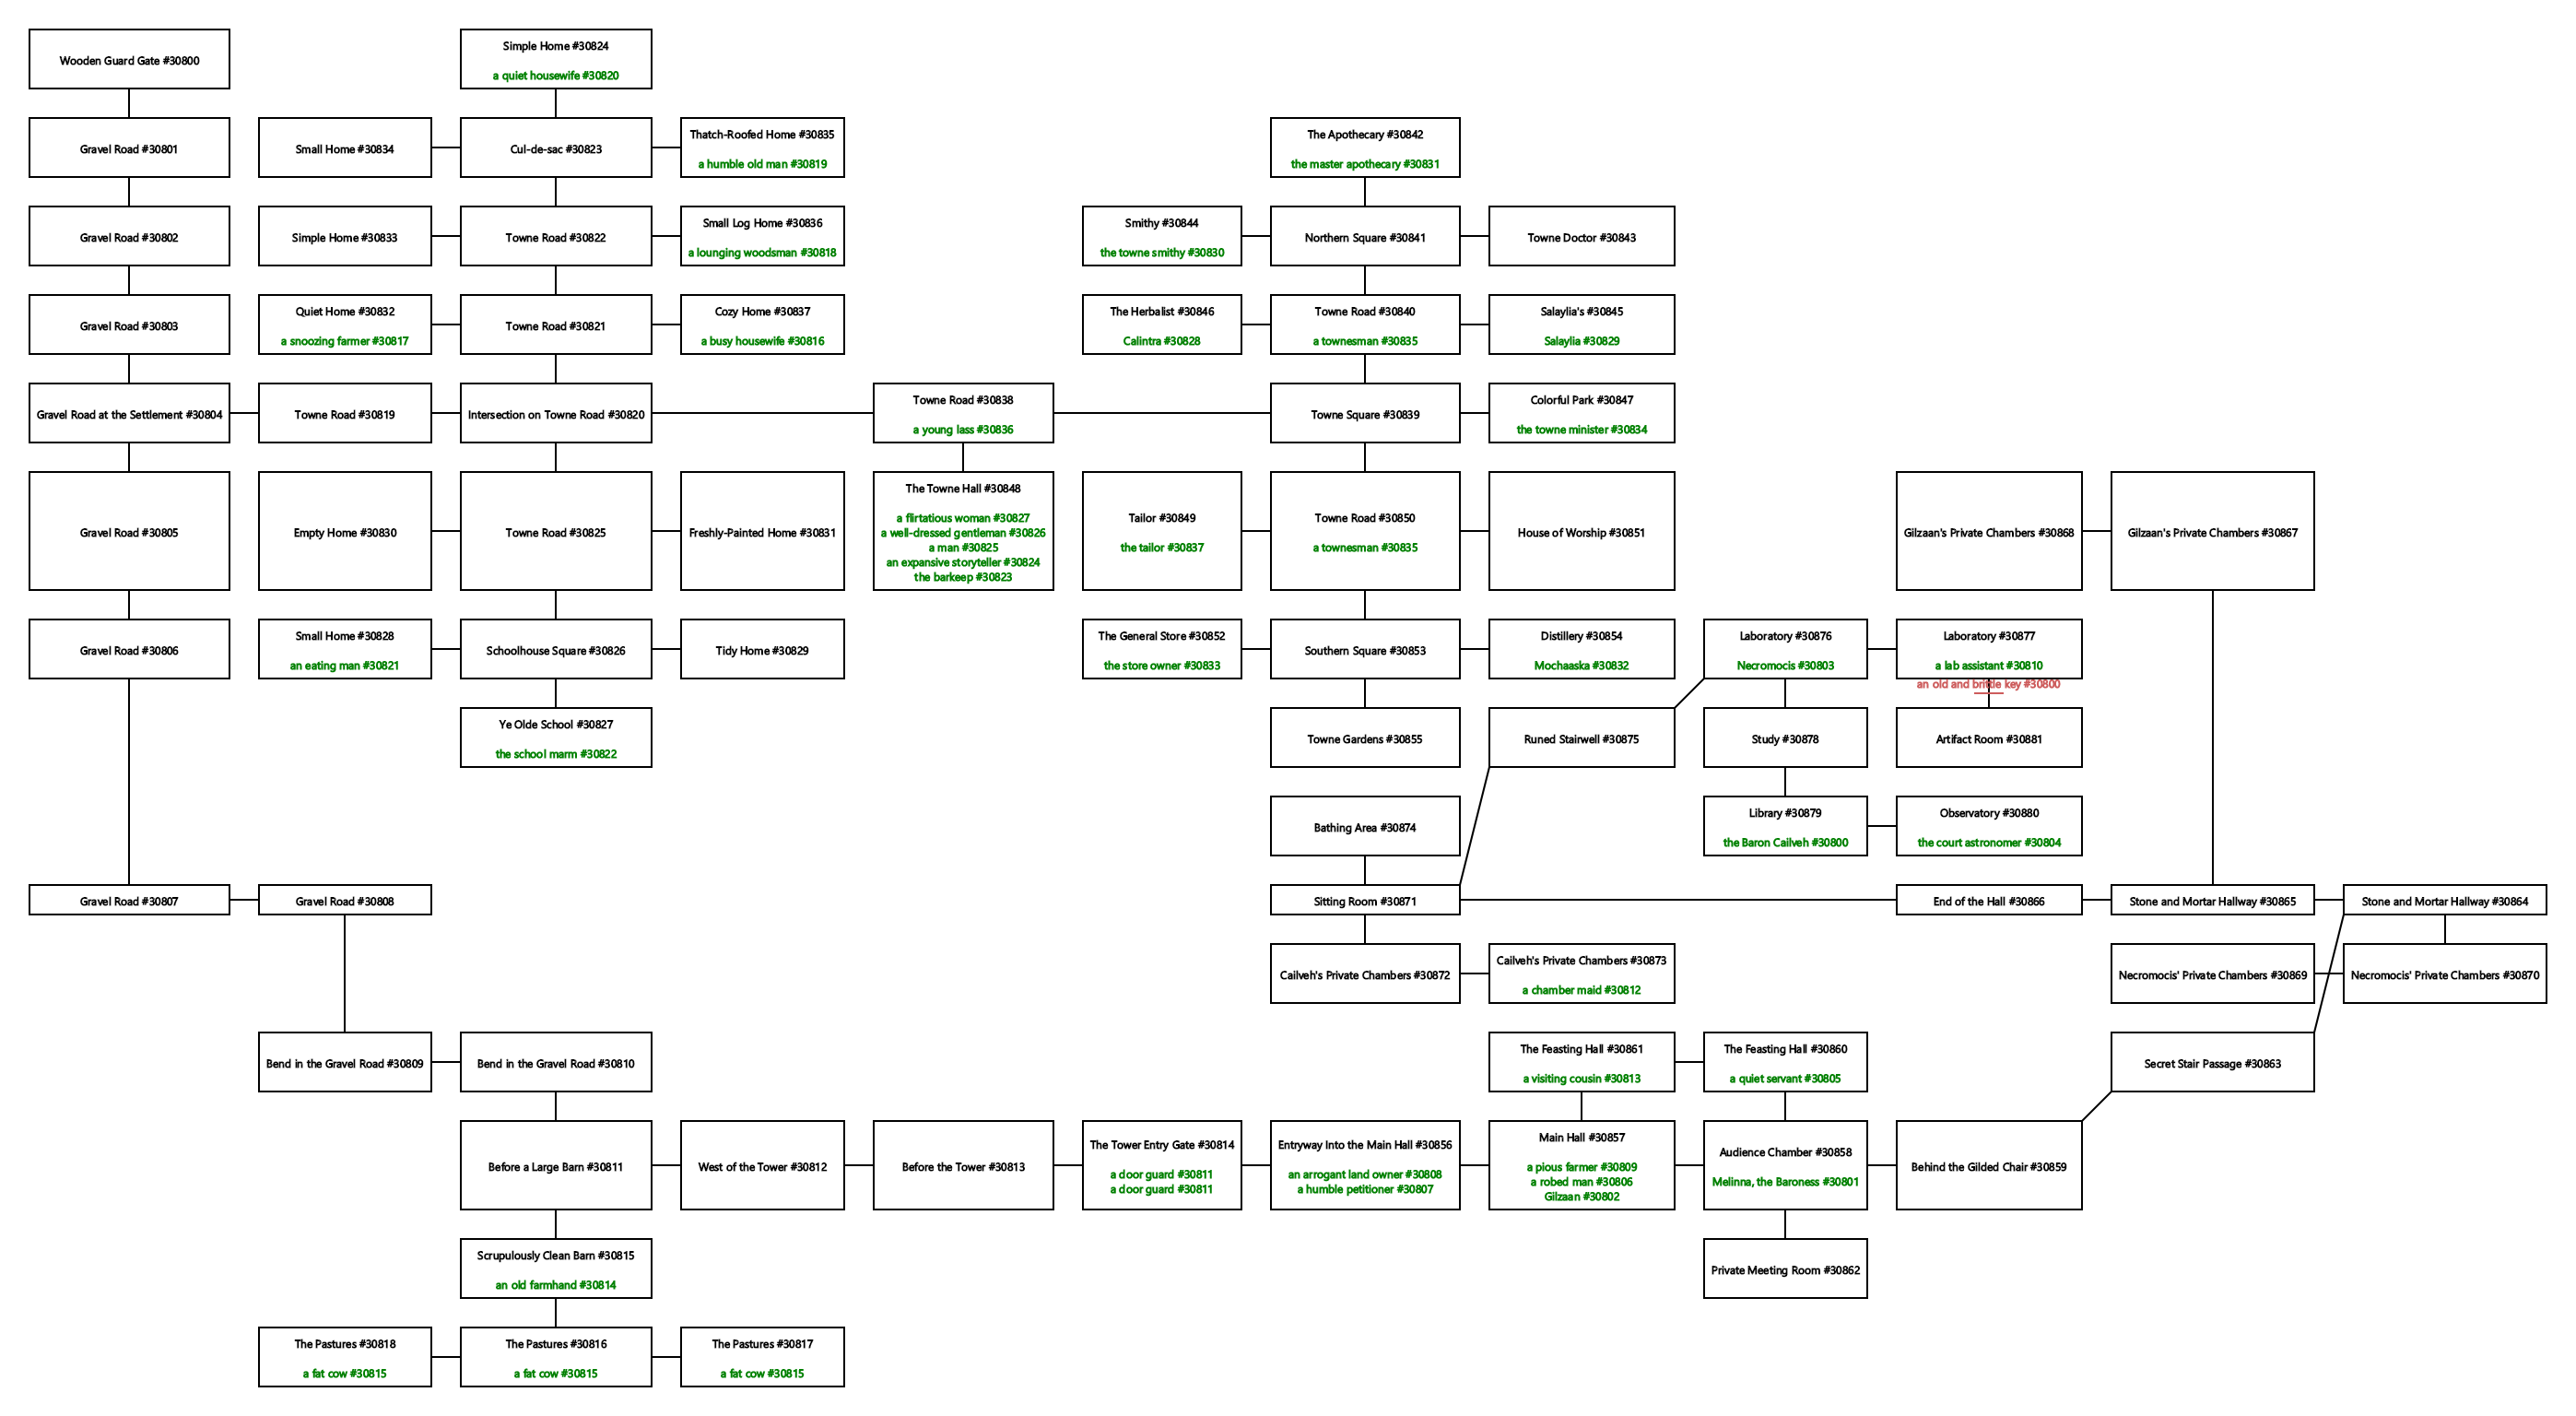 Wooden Guard Gate #30800
Simple Home #30824
a quiet housewife #30820
Gravel Road #30801
Small Home #30834
Cul-de-sac #30823
Thatch-Roofed Home #30835
a humble old man #30819
The Apothecary #30842
the master apothecary #30831
Gravel Road #30802
Simple Home #30833
Towne Road #30822
Small Log Home #30836
a lounging woodsman #30818
Smithy #30844
the towne smithy #30830
Northern Square #30841
Towne Doctor #30843
Gravel Road #30803
Quiet Home #30832
a snoozing farmer #30817
Towne Road #30821
Cozy Home #30837
a busy housewife #30816
The Herbalist #30846
Calintra #30828
Towne Road #30840
a townesman #30835
Salaylia's #30845
Salaylia #30829
Gravel Road at the Settlement #30804
Towne Road #30819
Intersection on Towne Road #30820
Towne Road #30838
a young lass #30836
Towne Square #30839
Colorful Park #30847
the towne minister #30834
Gravel Road #30805
Empty Home #30830
Towne Road #30825
Freshly-Painted Home #30831
The Towne Hall #30848
a flirtatious woman #30827
a well-dressed gentleman #30826
a man #30825
an expansive storyteller #30824
the barkeep #30823
Tailor #30849
the tailor #30837
Towne Road #30850
a townesman #30835
House of Worship #30851
Gilzaan's Private Chambers #30868
Gilzaan's Private Chambers #30867
Gravel Road #30806
Small Home #30828
an eating man #30821
Schoolhouse Square #30826
Tidy Home #30829
The General Store #30852
the store owner #30833
Southern Square #30853
Distillery #30854
Mochaaska #30832
Laboratory #30876
Necromocis #30803
Laboratory #30877
a lab assistant #30810
an old and brittle key #30800
Ye Olde School #30827
the school marm #30822
Towne Gardens #30855
Runed Stairwell #30875
Study #30878
Artifact Room #30881
Bathing Area #30874
Library #30879
the Baron Cailveh #30800
Observatory #30880
the court astronomer #30804
Gravel Road #30807
Gravel Road #30808
Sitting Room #30871
End of the Hall #30866
Stone and Mortar Hallway #30865
Stone and Mortar Hallway #30864
Cailveh's Private Chambers #30872
Cailveh's Private Chambers #30873
a chamber maid #30812
Necromocis' Private Chambers #30869
Necromocis' Private Chambers #30870
Bend in the Gravel Road #30809
Bend in the Gravel Road #30810
The Feasting Hall #30861
a visiting cousin #30813
The Feasting Hall #30860
a quiet servant #30805
Secret Stair Passage #30863
Before a Large Barn #30811
West of the Tower #30812
Before the Tower #30813
The Tower Entry Gate #30814
a door guard #30811
a door guard #30811
Entryway Into the Main Hall #30856
an arrogant land owner #30808
a humble petitioner #30807
Main Hall #30857
a pious farmer #30809
a robed man #30806
Gilzaan #30802
Audience Chamber #30858
Melinna, the Baroness #30801
Behind the Gilded Chair #30859
Scrupulously Clean Barn #30815
an old farmhand #30814
Private Meeting Room #30862
The Pastures #30818
a fat cow #30815
The Pastures #30816
a fat cow #30815
The Pastures #30817
a fat cow #30815